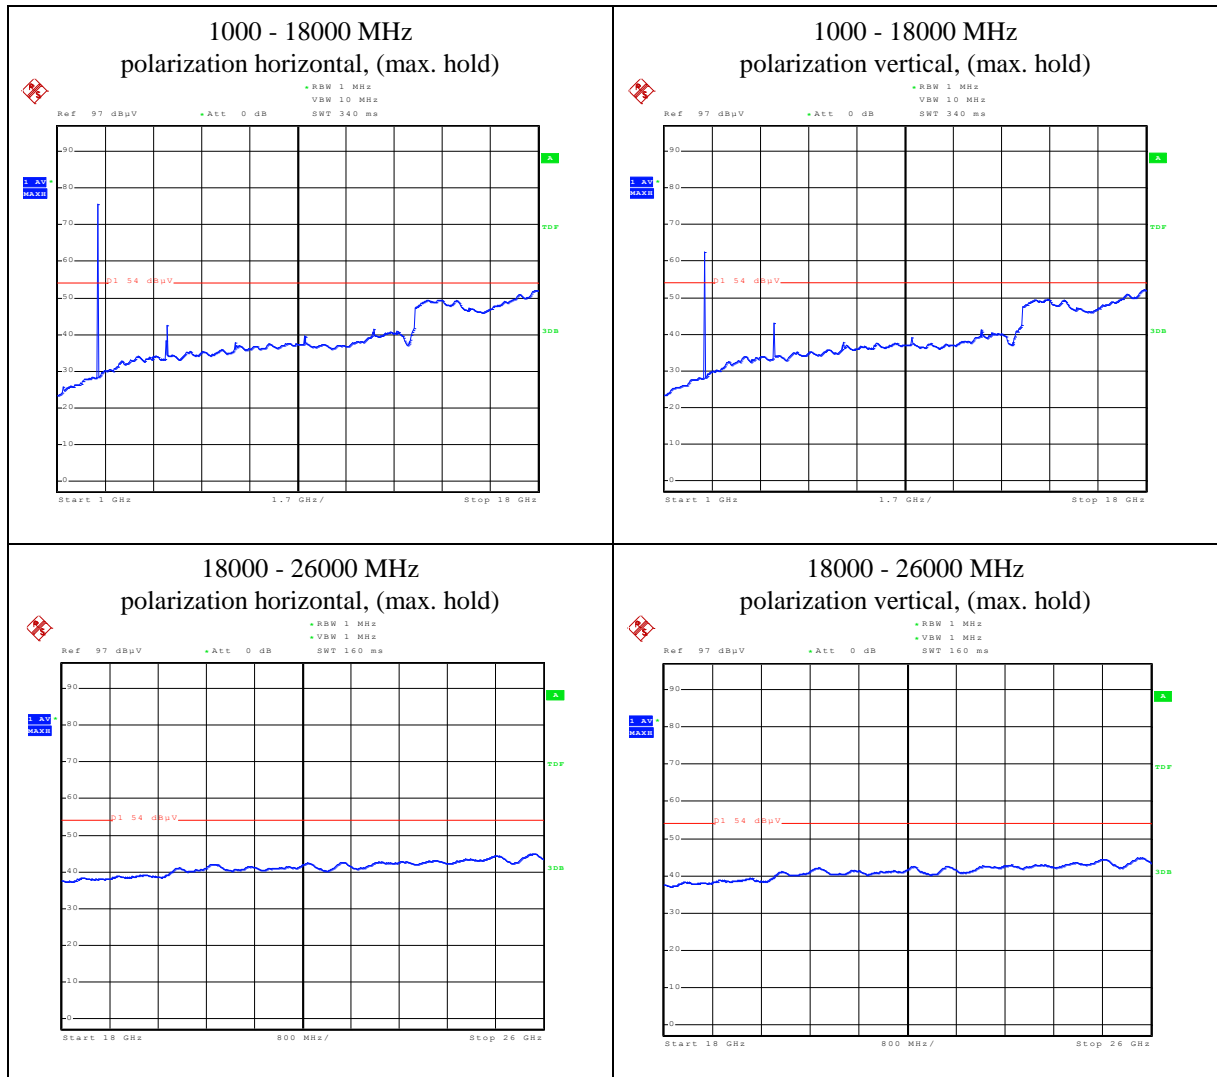 1000 - 18000 MHz
polarization horizontal, (max. hold)
R S
RBW 1 MHz
VBW 10 MHz
Ref 97 dBµV Att 0 dB SWT 340 ms
90
A
1 AV
MAXH
80
70
TDF
60
D1 54 dBµV
50
3DB
40
30
20
10
0
Start 1 GHz 1.7 GHz/ Stop 18 GHz
1000 - 18000 MHz
polarization vertical, (max. hold)
R S
RBW 1 MHz
VBW 10 MHz
Ref 97 dBµV Att 0 dB SWT 340 ms
90
A
1 AV
MAXH
80
70
TDF
60
D1 54 dBµV
50
3DB
40
30
20
10
0
Start 1 GHz 1.7 GHz/ Stop 18 GHz
18000 - 26000 MHz
polarization horizontal, (max. hold)
R S
RBW 1 MHz
VBW 1 MHz
Ref 97 dBµV Att 0 dB SWT 160 ms
90
A
1 AV
MAXH
80
70
TDF
60
D1 54 dBµV
50
40
3DB
30
20
10
0
Start 18 GHz 800 MHz/ Stop 26 GHz
18000 - 26000 MHz
polarization vertical, (max. hold)
R S
RBW 1 MHz
VBW 1 MHz
Ref 97 dBµV Att 0 dB SWT 160 ms
90
A
1 AV
MAXH
80
70
TDF
60
D1 54 dBµV
50
40
3DB
30
20
10
0
Start 18 GHz 800 MHz/ Stop 26 GHz